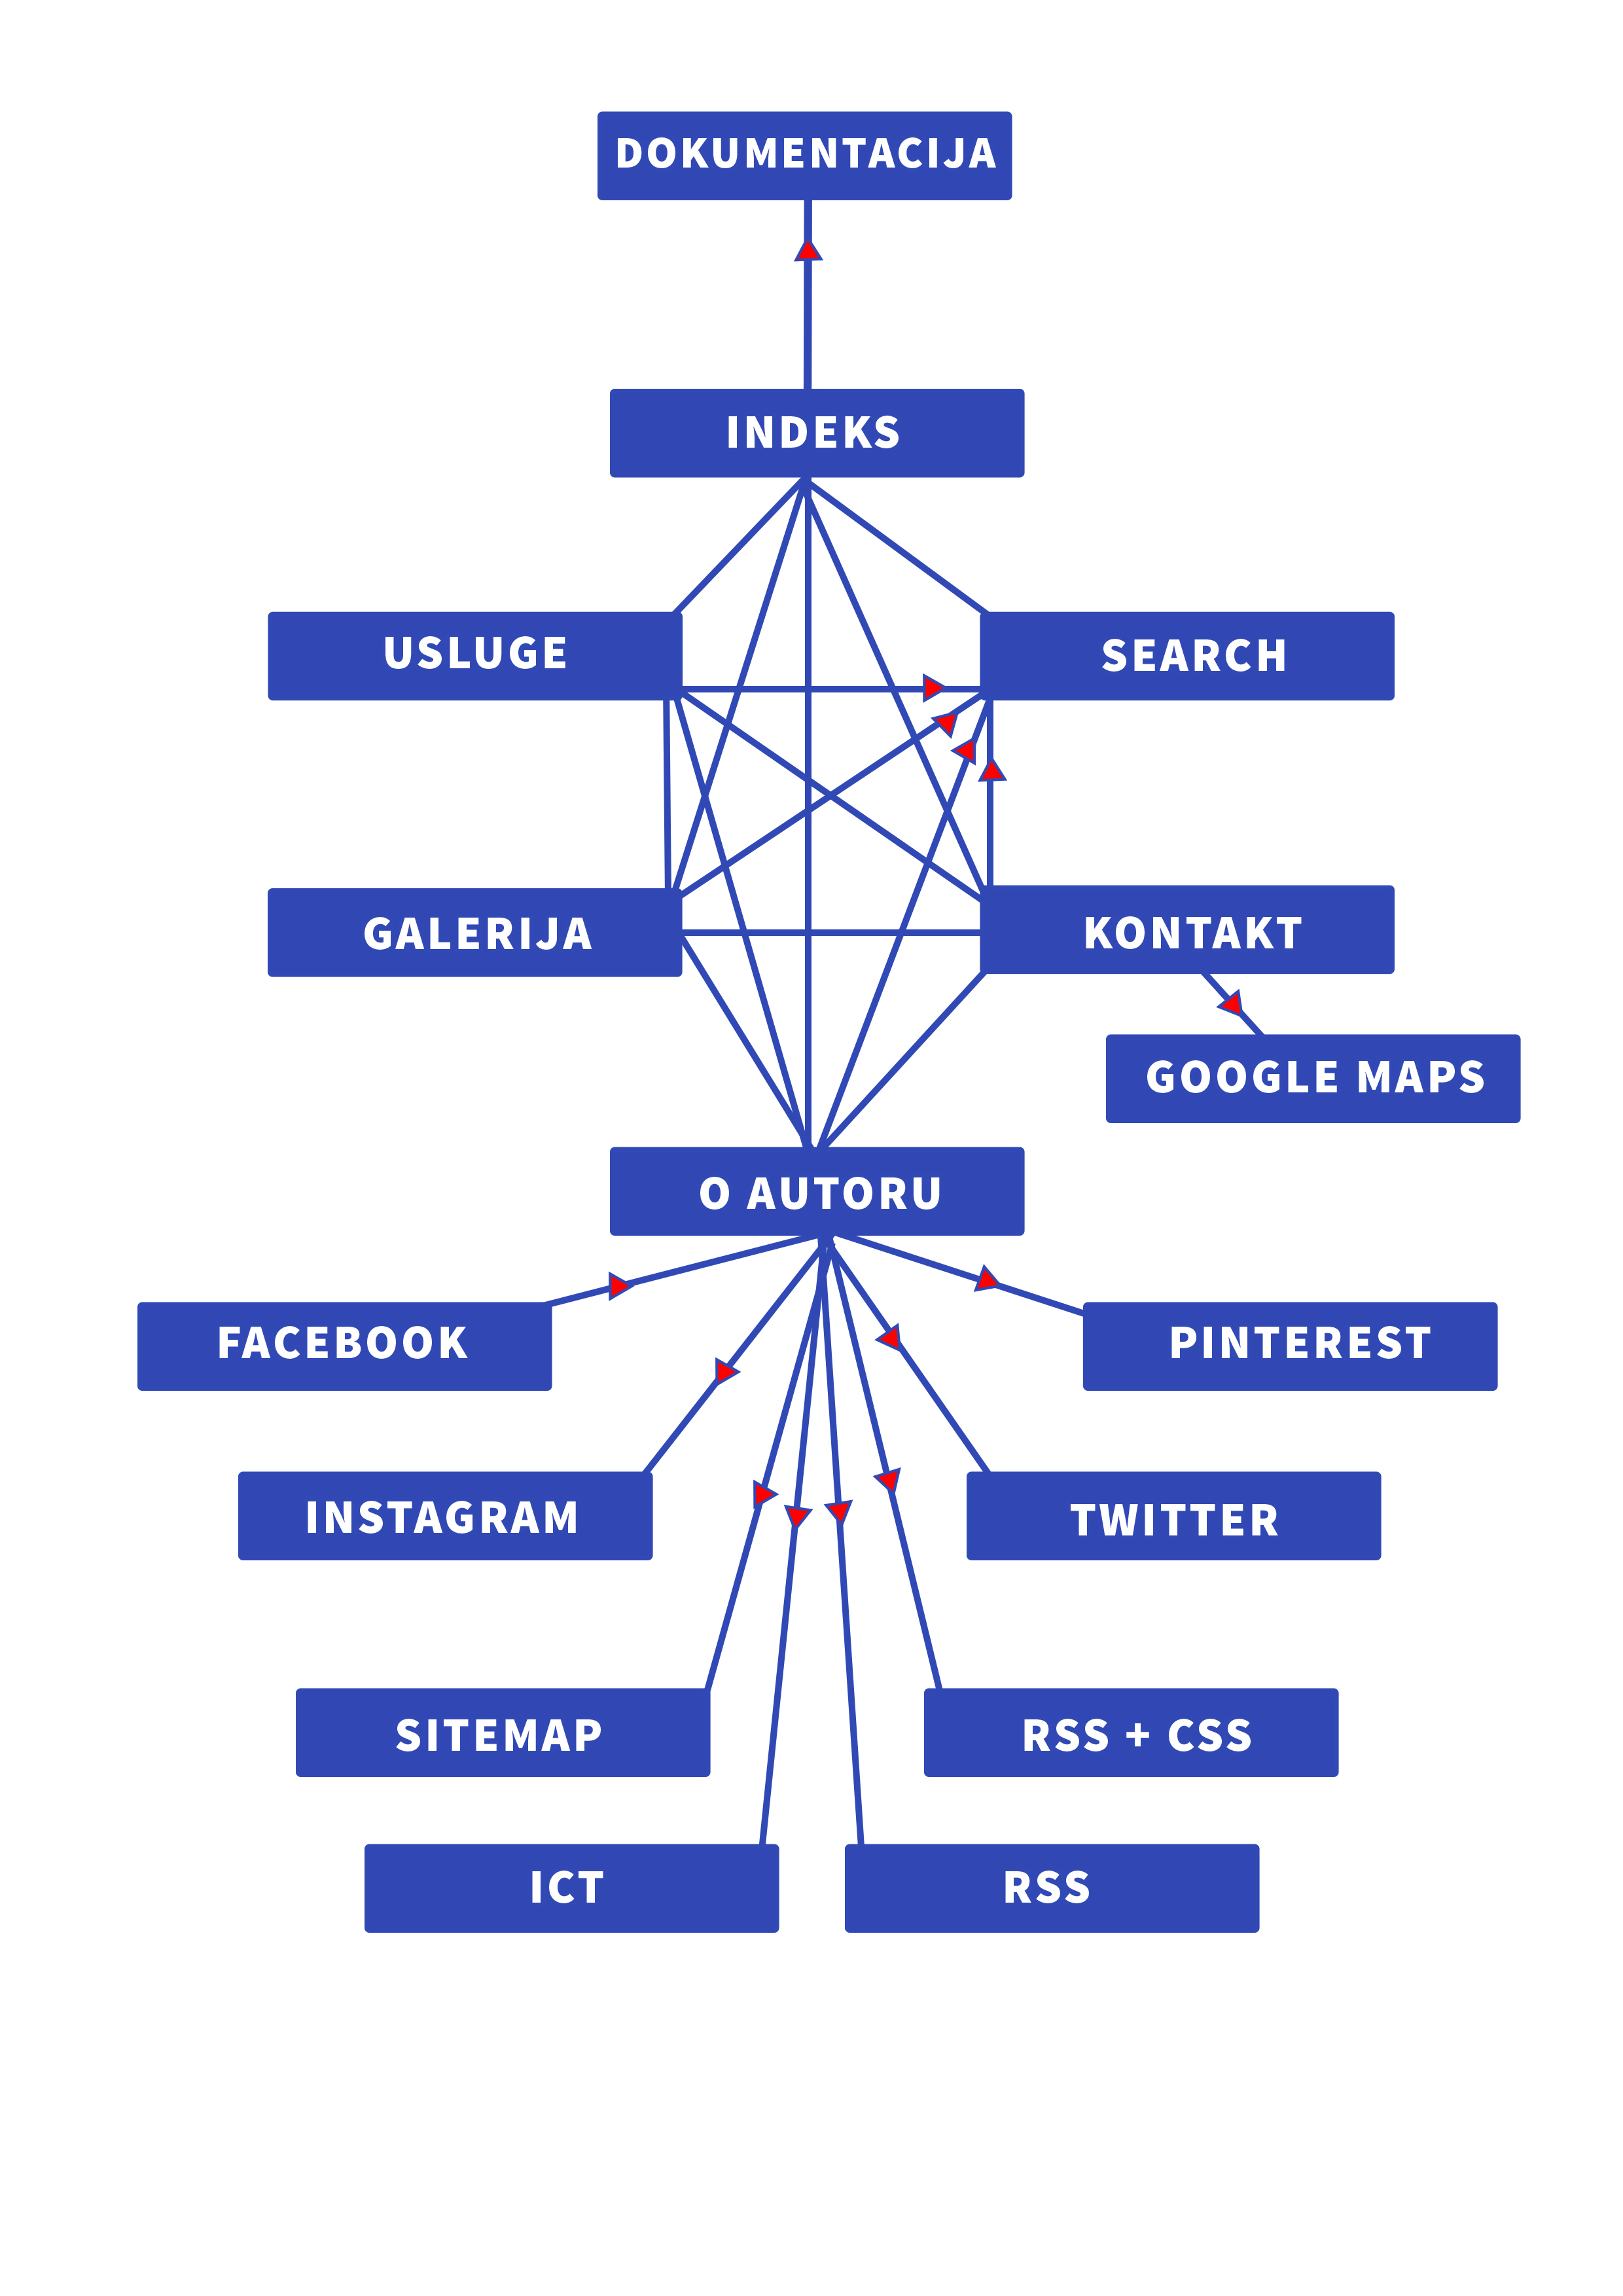 DOKUMENTACIJA
INDEKS
USLUGE
SEARCH
GALERIJA
KONTAKT
GOOGLE MAPS
O AUTORU
FACEBOOK
PINTEREST
INSTAGRAM
TWITTER
SITEMAP
RSS + CSS
ICT
RSS